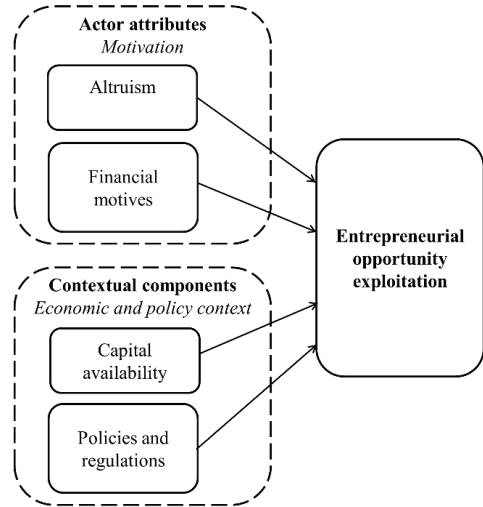 Actor attributes
Motivation
Altruism
Financial
motives
Contextual components
Economic and policy context
Capital
availability
Policies and
regulations
Entrepreneurial
opportunity
exploitation